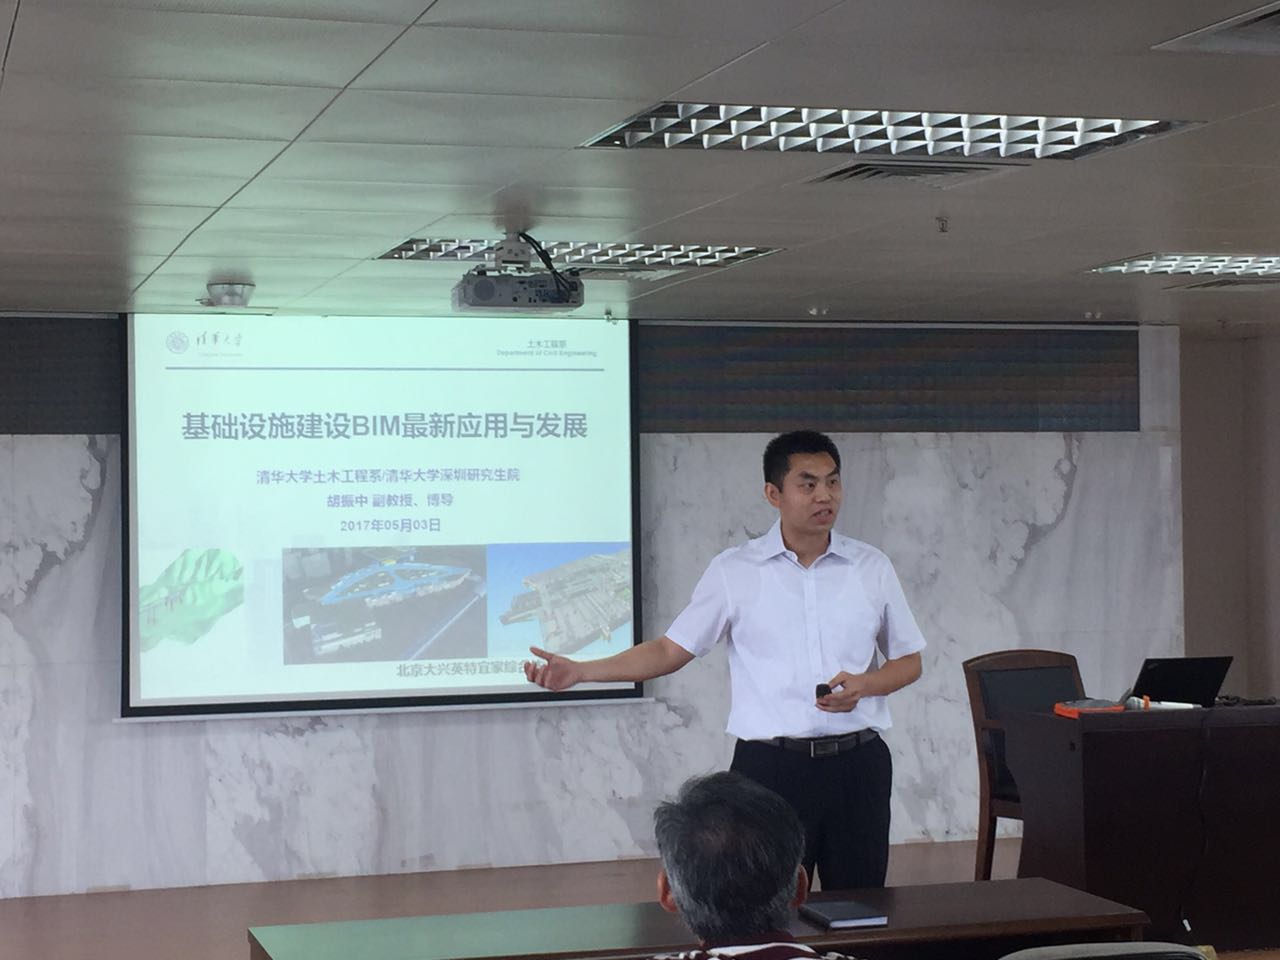 清华大学
土木工程系
Department of Civil Engineering
基础设施建设BIM最新应用与发展
清华大学土木工程系/清华大学深圳研究生院
胡振中 副教授、博导
2017年05月03日
北京大兴英特宜家综合